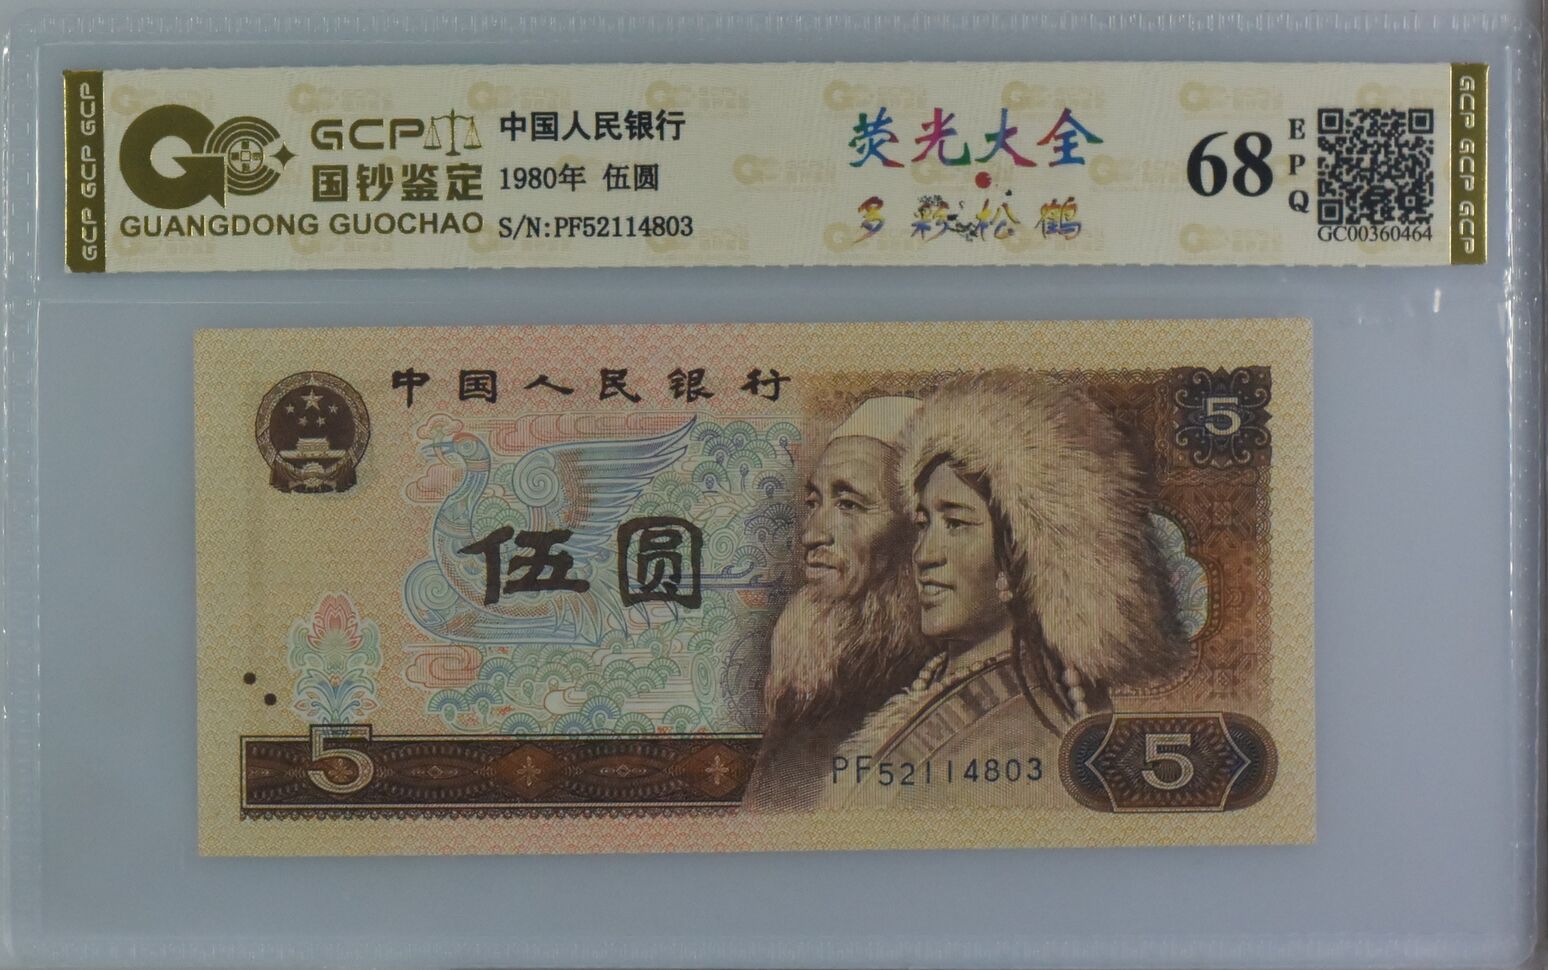 GCP GCP GCP
GCP
国钞鉴定
GUANGDONG GUOCHAO
中国人民银行
1980年 伍圆
S/N:PF52114803
荧光大全
多彩松鹤
68
EPQ
GC00360464
GCP GCP GCP
中国人民银行
5
伍圆
5
PF52114803
5